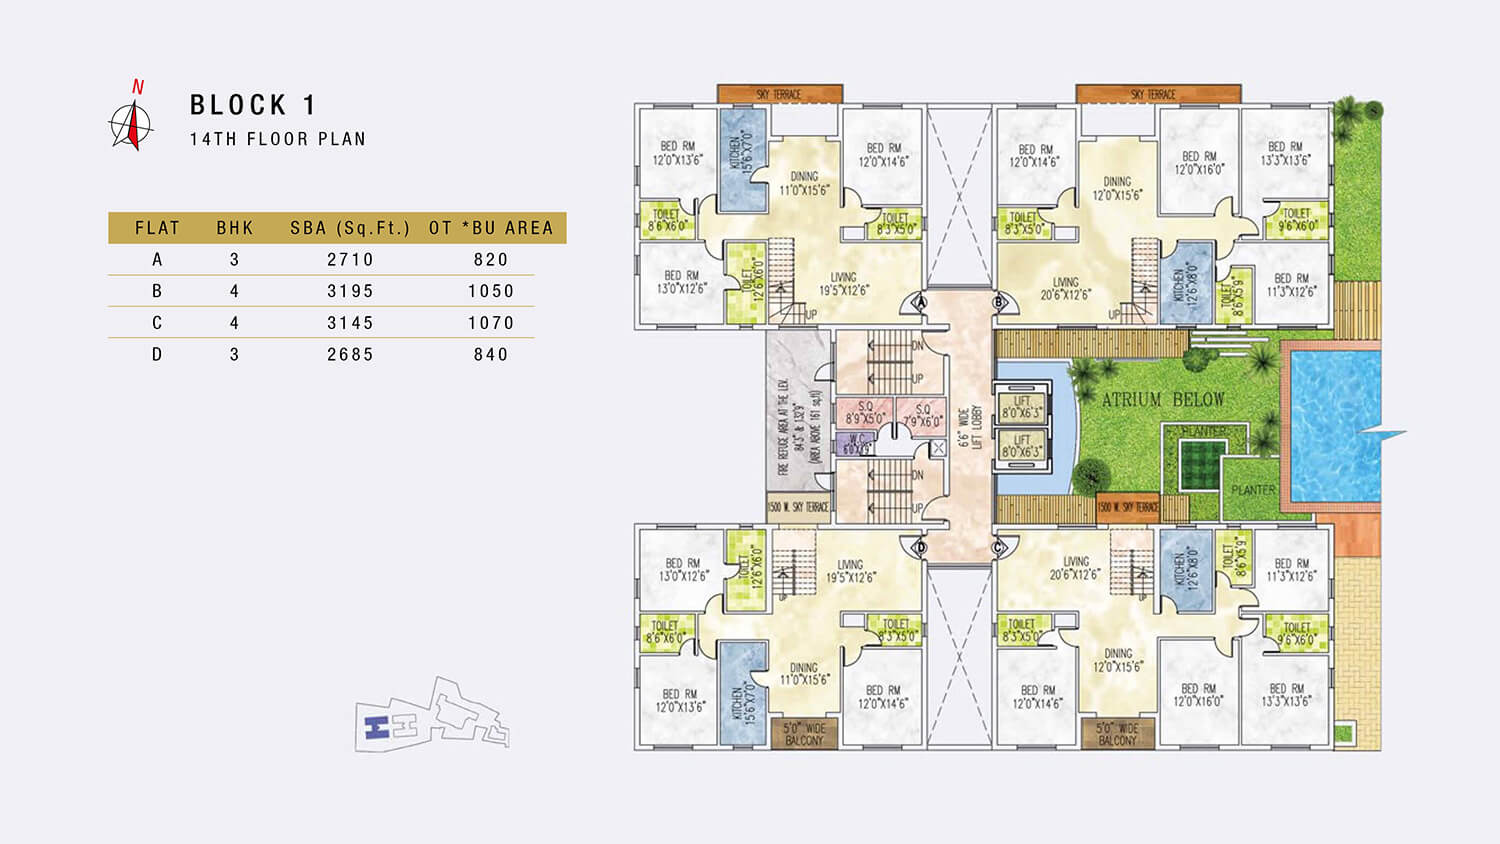 N
BLOCK 1
14TH FLOOR PLAN
FLAT BHK SBA (Sq.Ft.) OT *BU AREA
A 3 2710 820
B 4 3195 1050
C 4 3145 1070
D 3 2685 840
SKY TERRACE
SKY TERRACE
BED RM
12'0"X13'6"
KITCHEN
15'6"X7'0"
DINING
11'0"X15'6"
BED RM
12'0"X14'6"
TOILET
8'6"X6'0"
TOILET
8'3"X5'0"
BED RM
13'0"X12'6"
TOILET
12'6"X6'0"
LIVING
19'5"X12'6"
UP
A
BED RM
12'0"X14'6"
DINING
12'0"X15'6"
BED RM
12'0"X16'0"
BED RM
13'3"X13'6"
TOILET
8'3"X5'0"
TOILET
9'6"X6'0"
LIVING
20'6"X12'6"
KITCHEN
12'6"X8'0"
TOILET
8'6"X5'9"
BED RM
11'3"X12'6"
UP
B
FIRE REFUGE AREA AT THE LEV.
84'3" & 132'9"
(AREA ABOVE 161 sq.ft)
DN
UP
S.Q
8'9"X5'0"
S.Q
7'9"X6'0"
W.C
DN
UP
6'6" WIDE
LIFT LOBBY
LIFT
8'0"X6'3"
LIFT
8'0"X6'3"
ATRIUM BELOW
PLANTER
PLANTER
1500 W. SKY TERRACE
1500 W. SKY TERRACE
BED RM
13'0"X12'6"
TOILET
12'6"X6'0"
LIVING
19'5"X12'6"
UP
D
TOILET
8'6"X6'0"
TOILET
8'3"X5'0"
BED RM
12'0"X13'6"
KITCHEN
15'6"X7'0"
DINING
11'0"X15'6"
BED RM
12'0"X14'6"
5'0" WIDE
BALCONY
C
LIVING
20'6"X12'6"
UP
KITCHEN
12'6"X8'0"
TOILET
8'6"X5'9"
BED RM
11'3"X12'6"
TOILET
8'3"X5'0"
TOILET
9'6"X6'0"
BED RM
12'0"X14'6"
DINING
12'0"X15'6"
BED RM
12'0"X16'0"
BED RM
13'3"X13'6"
5'0" WIDE
BALCONY